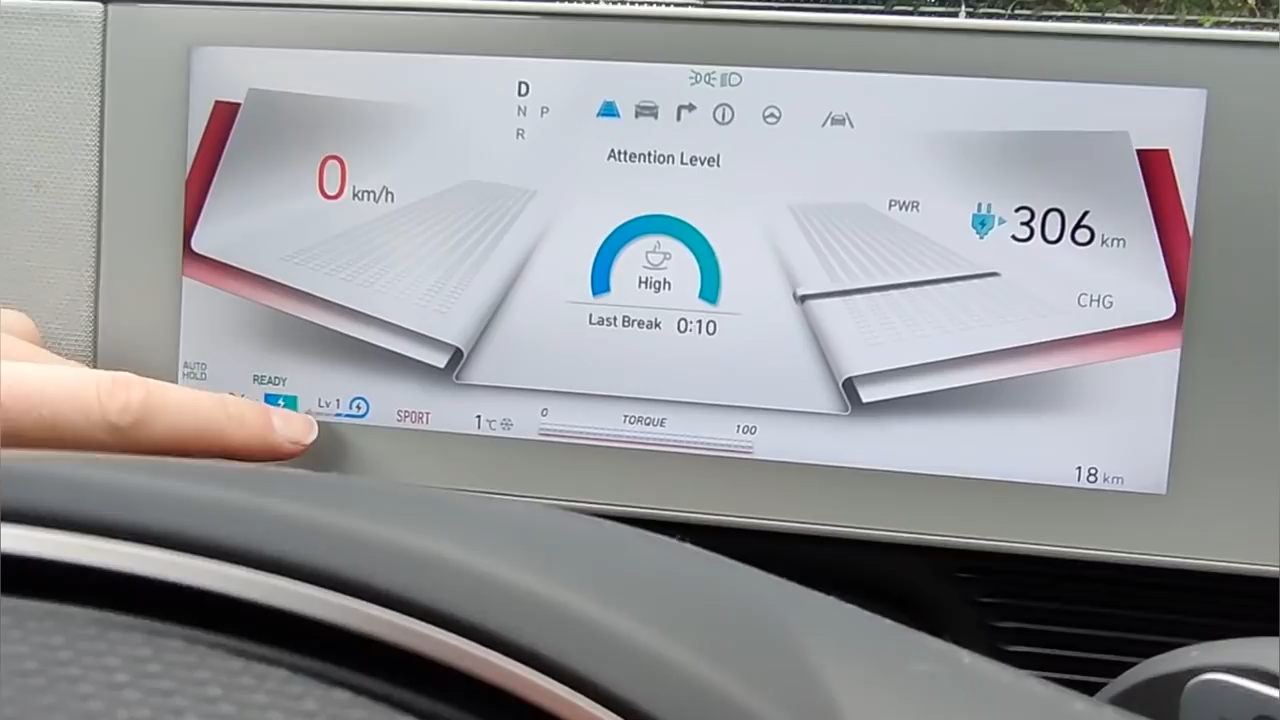 D
N P
R
Attention Level
0 km/h
PWR
306 km
High
CHG
Last Break 0:10
AUTO
HOLD
READY
Lv 1
SPORT
1°C
0 TORQUE 100
18 km